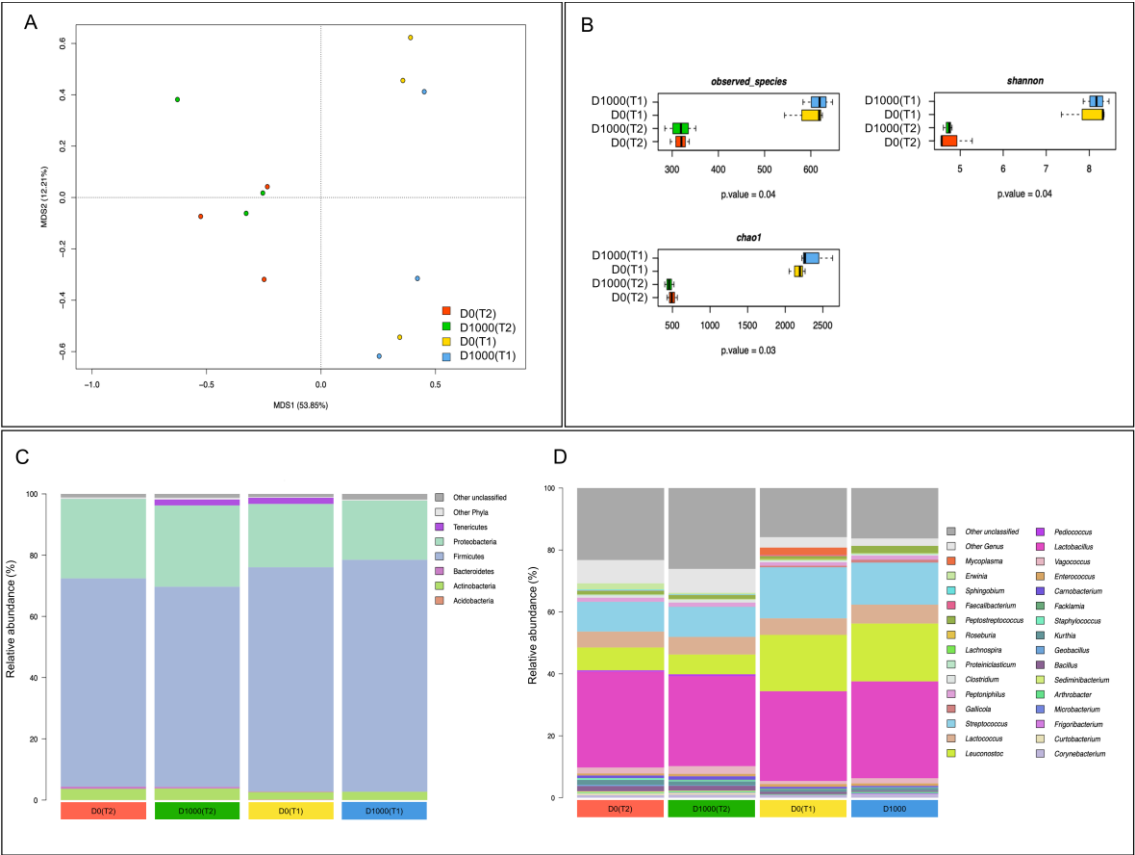 A
0.6
0.4
0.2
0.0
-0.2
-0.4
-0.6
MDS2 (12.21%)
-1.0 -0.5 0.0 0.5
MDS1 (53.85%)
D0(T2)
D1000(T2)
D0(T1)
D1000(T1)
B
observed_species
D1000(T1)
D0(T1)
D1000(T2)
D0(T2)
300 400 500 600
p.value = 0.04
shannon
D1000(T1)
D0(T1)
D1000(T2)
D0(T2)
5 6 7 8
p.value = 0.04
chao1
D1000(T1)
D0(T1)
D1000(T2)
D0(T2)
500 1000 1500 2000 2500
p.value = 0.03
C
100
80
60
40
20
0
Relative abundance (%)
D0(T2) D1000(T2) D0(T1) D1000(T1)
Other unclassified
Other Phyla
Tenericutes
Proteobacteria
Firmicutes
Bacteroidetes
Actinobacteria
Acidobacteria
D
100
80
60
40
20
0
Relative abundance (%)
D0(T2) D1000(T2) D0(T1) D1000
Other unclassified
Other Genus
Mycoplasma
Erwinia
Sphingobium
Faecalibacterium
Peptostreptococcus
Roseburia
Lachnospira
Proteiniclasticum
Clostridium
Peptoniphilus
Gallicola
Streptococcus
Lactococcus
Leuconostoc
Pediococcus
Lactobacillus
Vagococcus
Enterococcus
Carnobacterium
Facklamia
Staphylococcus
Kurthia
Geobacillus
Bacillus
Sediminibacterium
Arthrobacter
Microbacterium
Frigoribacterium
Curtobacterium
Corynebacterium